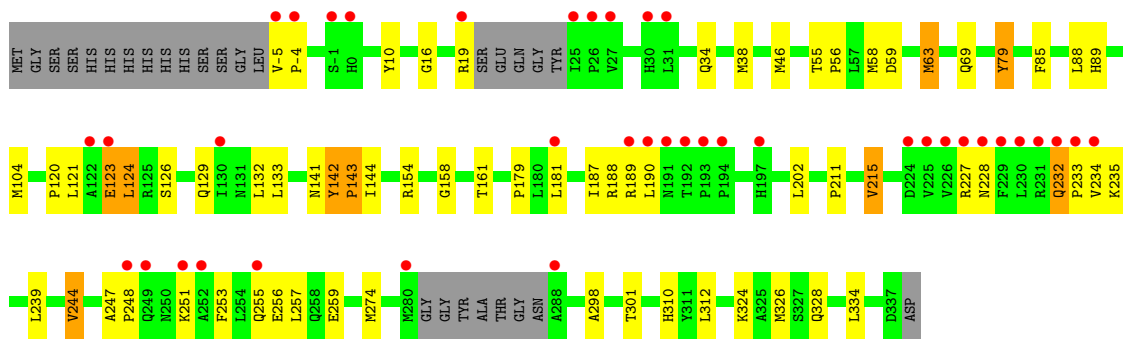 MET GLY SER SER HIS HIS HIS HIS HIS HIS SER SER GLY LEU V-5 P-4 S-1 H0 Y10 G16 R19 SER GLU GLN GLY TYR I25 P26 V27 H30 L31 Q34 M38 M46 T55 P56 L57 M58 D59 M63 Q69 Y79 F85 L88 H89
M104 P120 L121 A122 E123 L124 R125 S126 Q129 I130 N131 L132 L133 N141 Y142 P143 I144 R154 G158 T161 P179 L180 L181 I187 R188 R189 L190 N191 T192 P193 P194 H197 L202 P211 V215 D224 V225 V226 R227 N228 F229 L230 R231 Q232 P233 V234 K235
L239 V244 A247 P248 Q249 N250 K251 A252 F253 L254 Q255 E256 L257 Q258 E259 M274 M280 GLY GLY TYR ALA THR GLY ASN A288 A298 T301 H310 Y311 L312 K324 A325 M326 S327 Q328 L334 D337 ASP